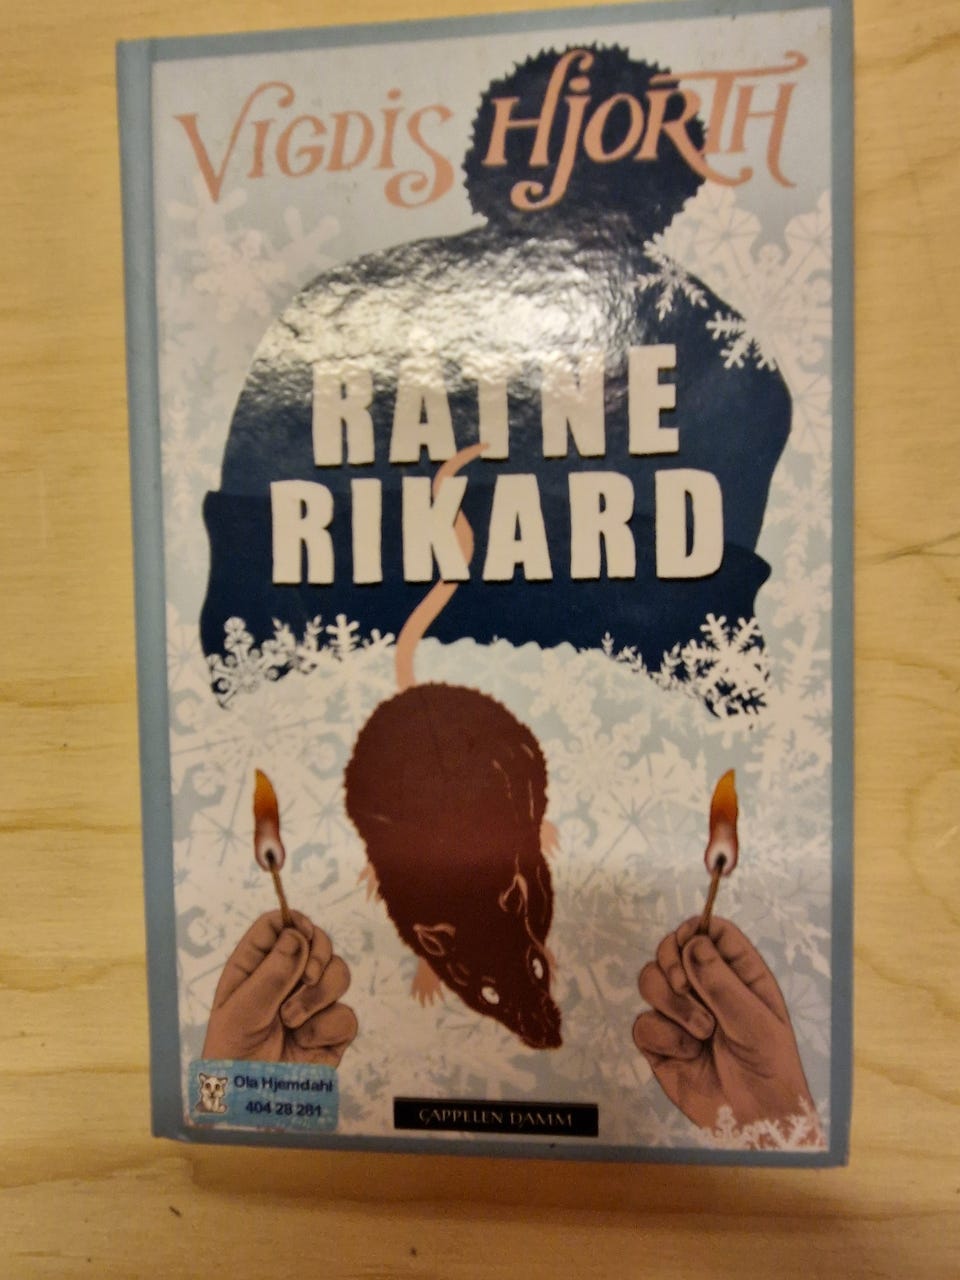 VIGDIS HJORTH
RAINE
RIKARD
Ola Hjemdahl
404 28 281
CAPPELEN DAMM